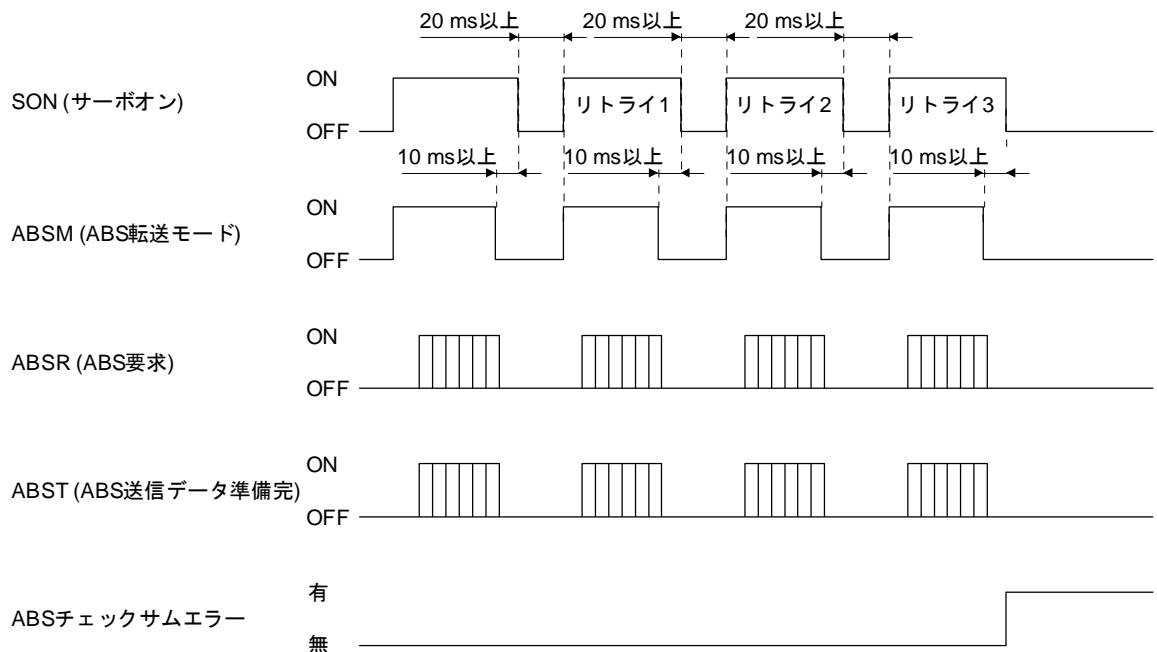 20 ms以上 20 ms以上 20 ms以上
ON
SON (サーボオン)
リトライ1 リトライ2 リトライ3
OFF
10 ms以上 10 ms以上 10 ms以上 10 ms以上
ON
ABSM (ABS転送モード)
OFF
ON
ABSR (ABS要求)
OFF
ON
ABST (ABS送信データ準備完)
OFF
有
ABSチェックサムエラー
無